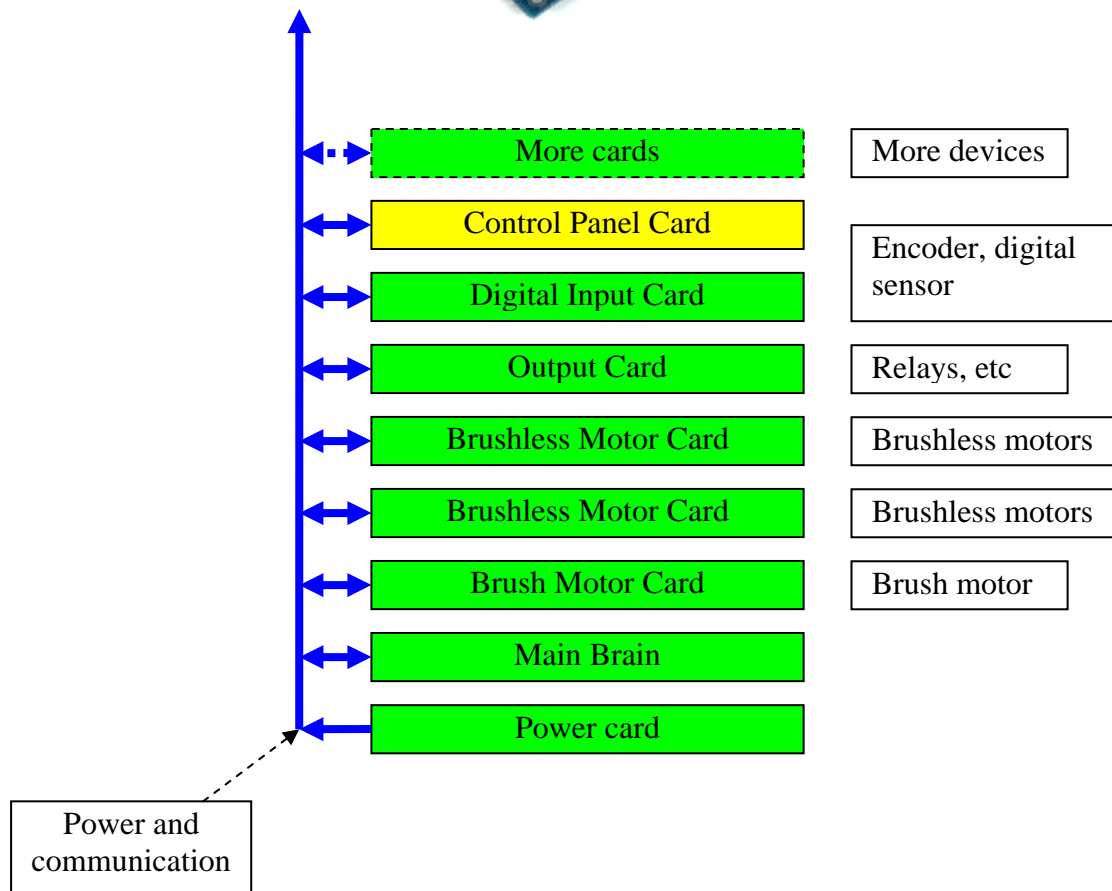 More cards
More devices
Control Panel Card
Encoder, digital
sensor
Digital Input Card
Output Card
Relays, etc
Brushless Motor Card
Brushless motors
Brushless Motor Card
Brushless motors
Brush Motor Card
Brush motor
Main Brain
Power card
Power and
communication